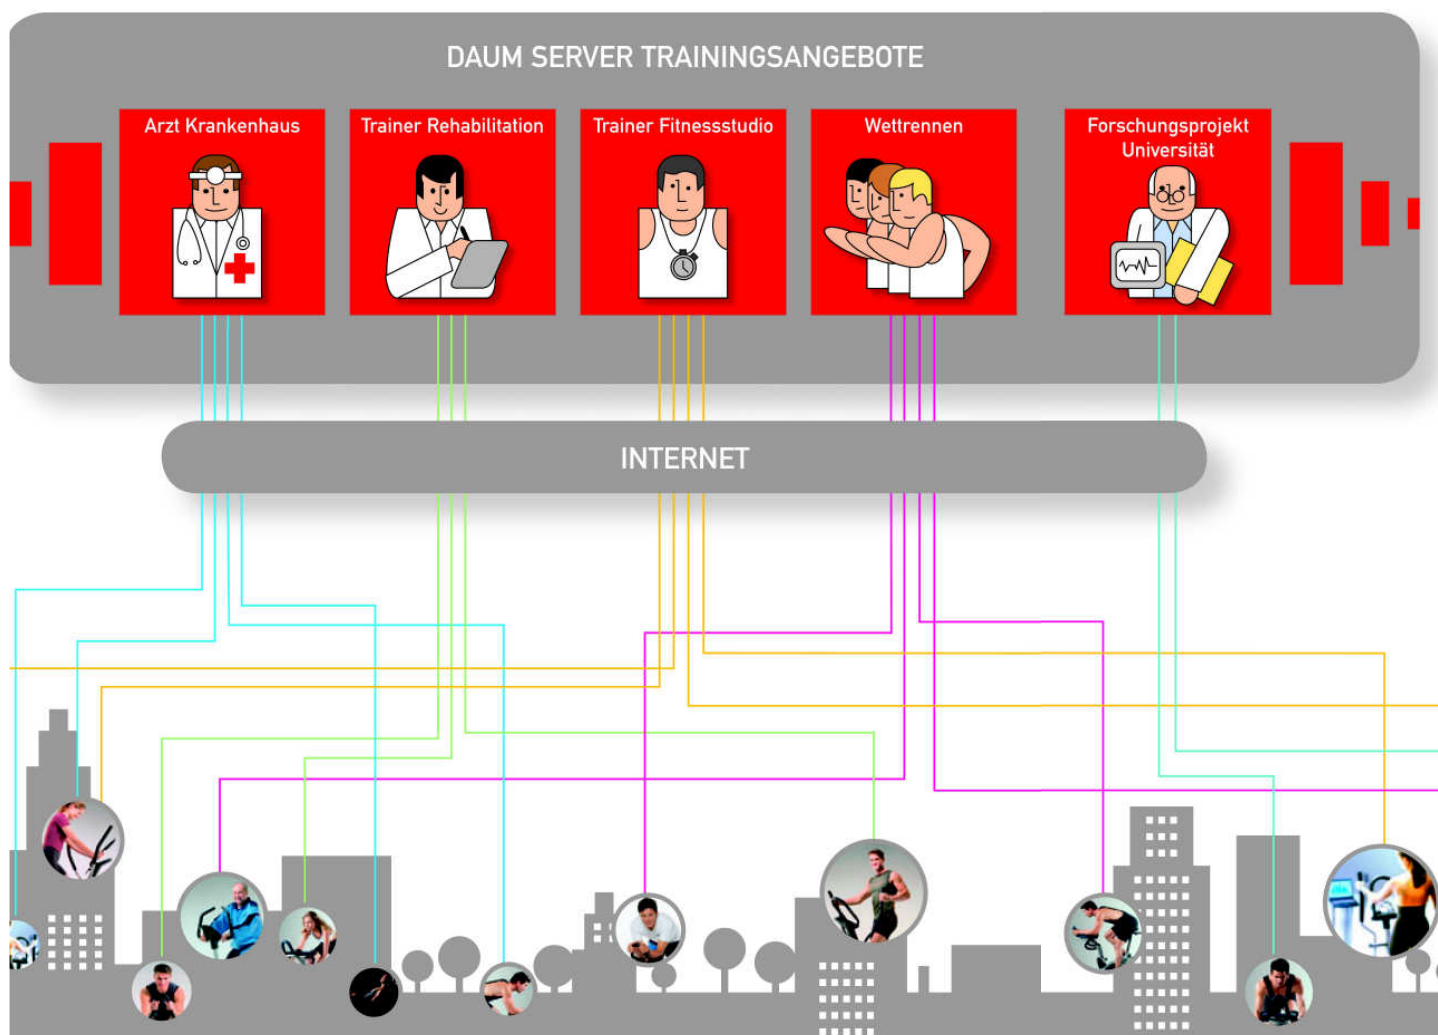 DAUM SERVER TRAININGSANGEBOTE
Arzt Krankenhaus
Trainer Rehabilitation
Trainer Fitnessstudio
Wettrennen
Forschungsprojekt
Universität
INTERNET